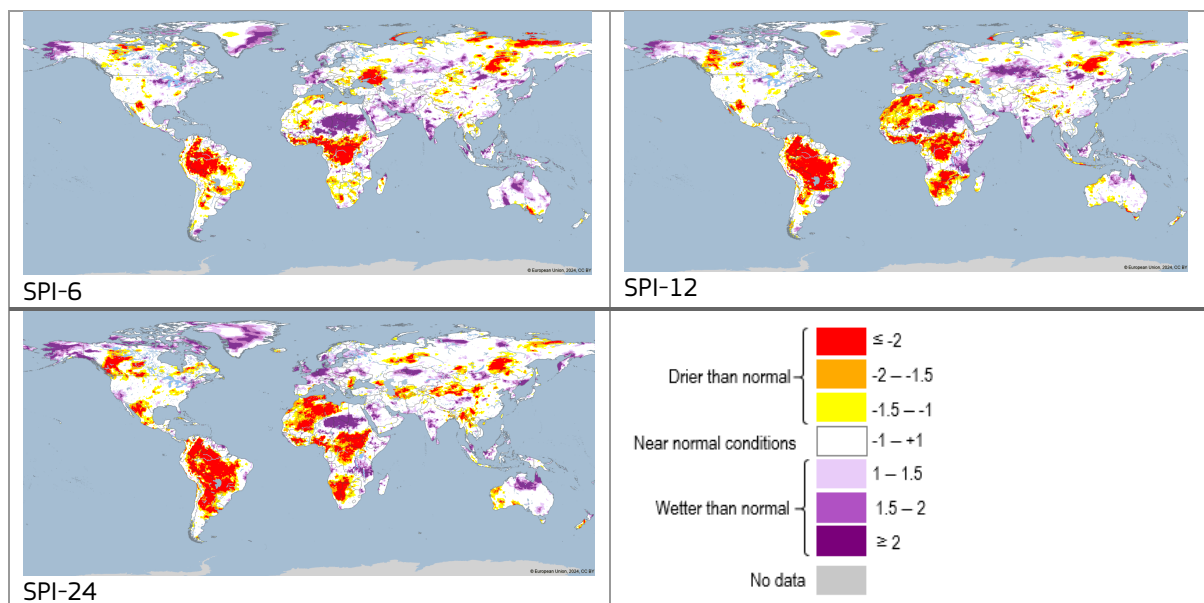 © European Union, 2024, CC BY
SPI-6
© European Union, 2024, CC BY
SPI-12
© European Union, 2024, CC BY
SPI-24
Drier than normal
≤ -2
-2 – -1.5
-1.5 – -1
Near normal conditions
-1 – +1
Wetter than normal
1 – 1.5
1.5 – 2
≥ 2
No data